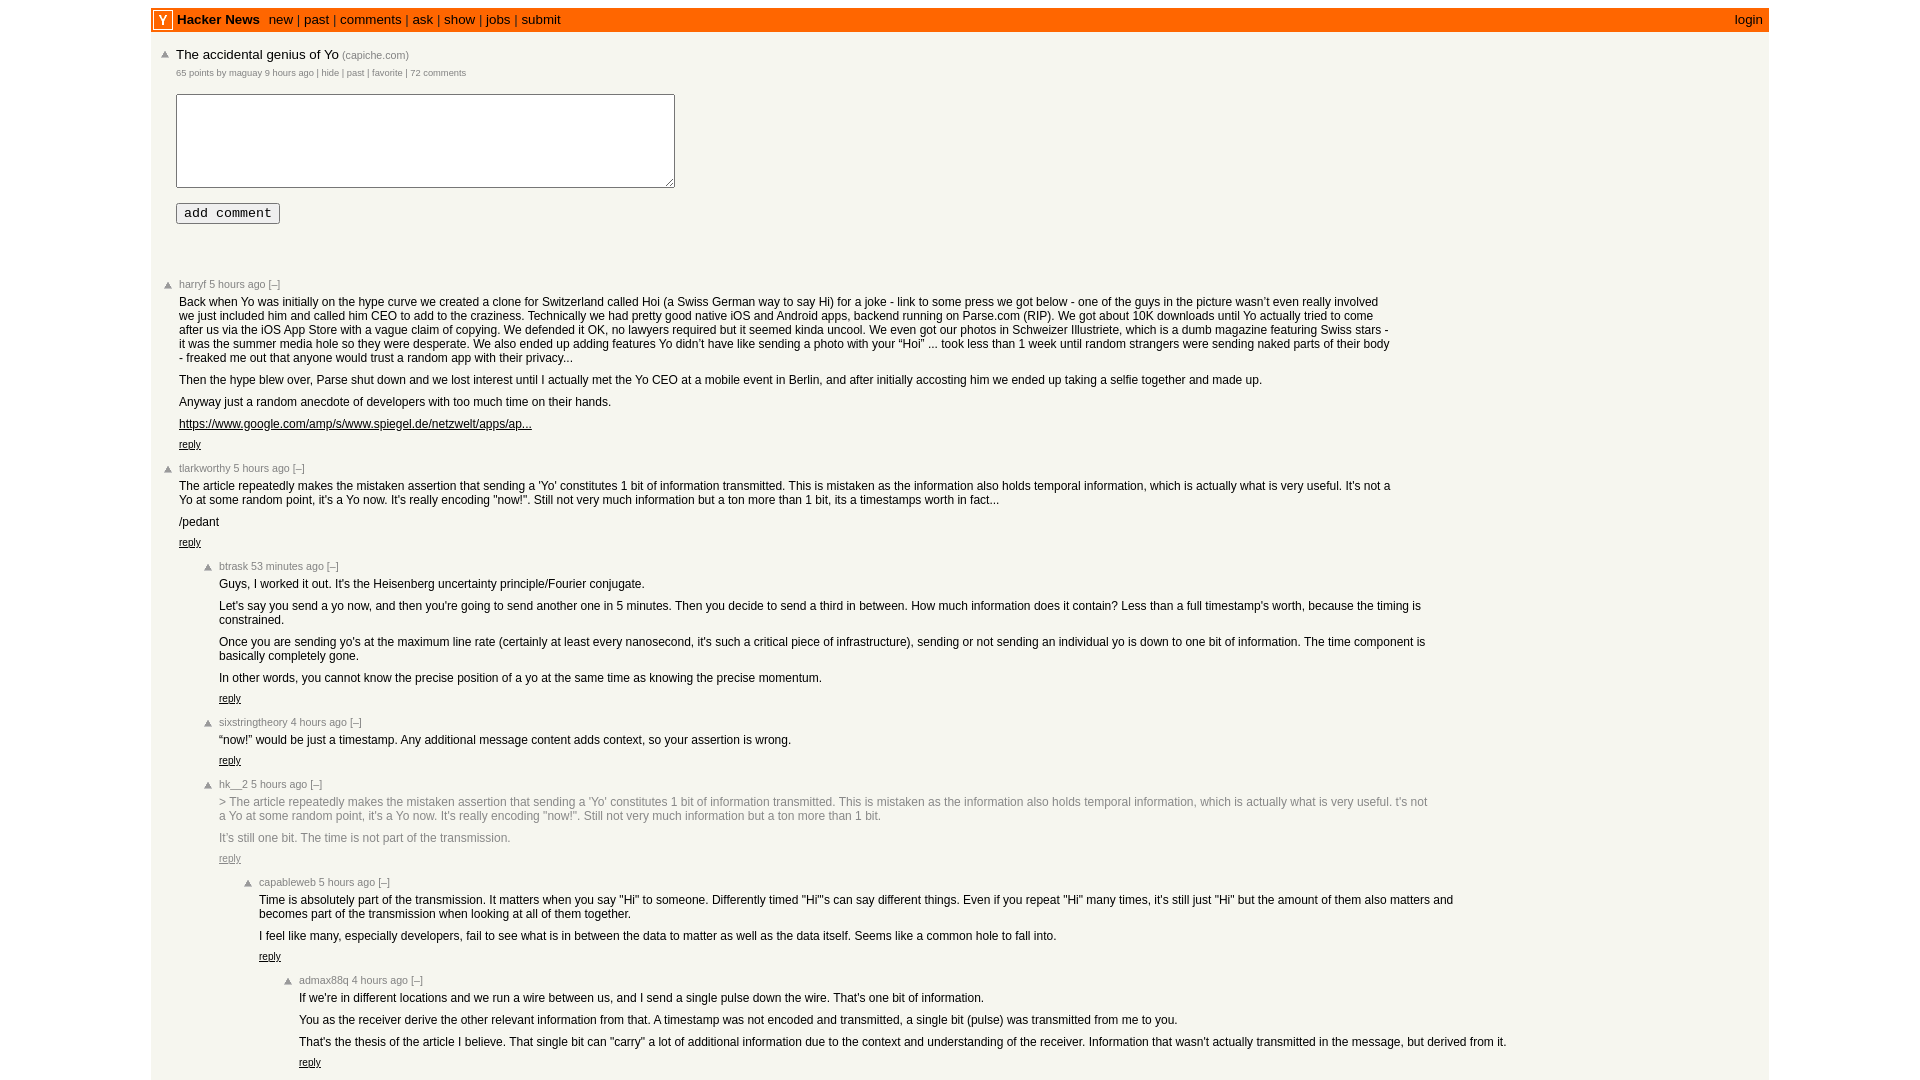 Y Hacker News new | past | comments | ask | show | jobs | submit login
The accidental genius of Yo (capiche.com)
65 points by maguay 9 hours ago | hide | past | favorite | 72 comments
add comment
harryf 5 hours ago [–]
Back when Yo was initially on the hype curve we created a clone for Switzerland called Hoi (a Swiss German way to say Hi) for a joke - link to some press we got below - one of the guys in the picture wasn’t even really involved
we just included him and called him CEO to add to the craziness. Technically we had pretty good native iOS and Android apps, backend running on Parse.com (RIP). We got about 10K downloads until Yo actually tried to come
after us via the iOS App Store with a vague claim of copying. We defended it OK, no lawyers required but it seemed kinda uncool. We even got our photos in Schweizer Illustriete, which is a dumb magazine featuring Swiss stars -
it was the summer media hole so they were desperate. We also ended up adding features Yo didn’t have like sending a photo with your “Hoi” ... took less than 1 week until random strangers were sending naked parts of their body
- freaked me out that anyone would trust a random app with their privacy...
Then the hype blew over, Parse shut down and we lost interest until I actually met the Yo CEO at a mobile event in Berlin, and after initially accosting him we ended up taking a selfie together and made up.
Anyway just a random anecdote of developers with too much time on their hands.
https://www.google.com/amp/s/www.spiegel.de/netzwelt/apps/ap...
reply
tlarkworthy 5 hours ago [–]
The article repeatedly makes the mistaken assertion that sending a 'Yo' constitutes 1 bit of information transmitted. This is mistaken as the information also holds temporal information, which is actually what is very useful. It's not a
Yo at some random point, it's a Yo now. It's really encoding "now!". Still not very much information but a ton more than 1 bit, its a timestamps worth in fact...
/pedant
reply
btrask 53 minutes ago [–]
Guys, I worked it out. It's the Heisenberg uncertainty principle/Fourier conjugate.
Let's say you send a yo now, and then you're going to send another one in 5 minutes. Then you decide to send a third in between. How much information does it contain? Less than a full timestamp's worth, because the timing is
constrained.
Once you are sending yo's at the maximum line rate (certainly at least every nanosecond, it's such a critical piece of infrastructure), sending or not sending an individual yo is down to one bit of information. The time component is
basically completely gone.
In other words, you cannot know the precise position of a yo at the same time as knowing the precise momentum.
reply
sixstringtheory 4 hours ago [–]
“now!” would be just a timestamp. Any additional message content adds context, so your assertion is wrong.
reply
hk__2 5 hours ago [–]
> The article repeatedly makes the mistaken assertion that sending a 'Yo' constitutes 1 bit of information transmitted. This is mistaken as the information also holds temporal information, which is actually what is very useful. t's not
a Yo at some random point, it's a Yo now. It's really encoding "now!". Still not very much information but a ton more than 1 bit.
It’s still one bit. The time is not part of the transmission.
reply
capableweb 5 hours ago [–]
Time is absolutely part of the transmission. It matters when you say "Hi" to someone. Differently timed "Hi"'s can say different things. Even if you repeat "Hi" many times, it's still just "Hi" but the amount of them also matters and
becomes part of the transmission when looking at all of them together.
I feel like many, especially developers, fail to see what is in between the data to matter as well as the data itself. Seems like a common hole to fall into.
reply
admax88q 4 hours ago [–]
If we're in different locations and we run a wire between us, and I send a single pulse down the wire. That's one bit of information.
You as the receiver derive the other relevant information from that. A timestamp was not encoded and transmitted, a single bit (pulse) was transmitted from me to you.
That's the thesis of the article I believe. That single bit can "carry" a lot of additional information due to the context and understanding of the receiver. Information that wasn't actually transmitted in the message, but derived from it.
reply